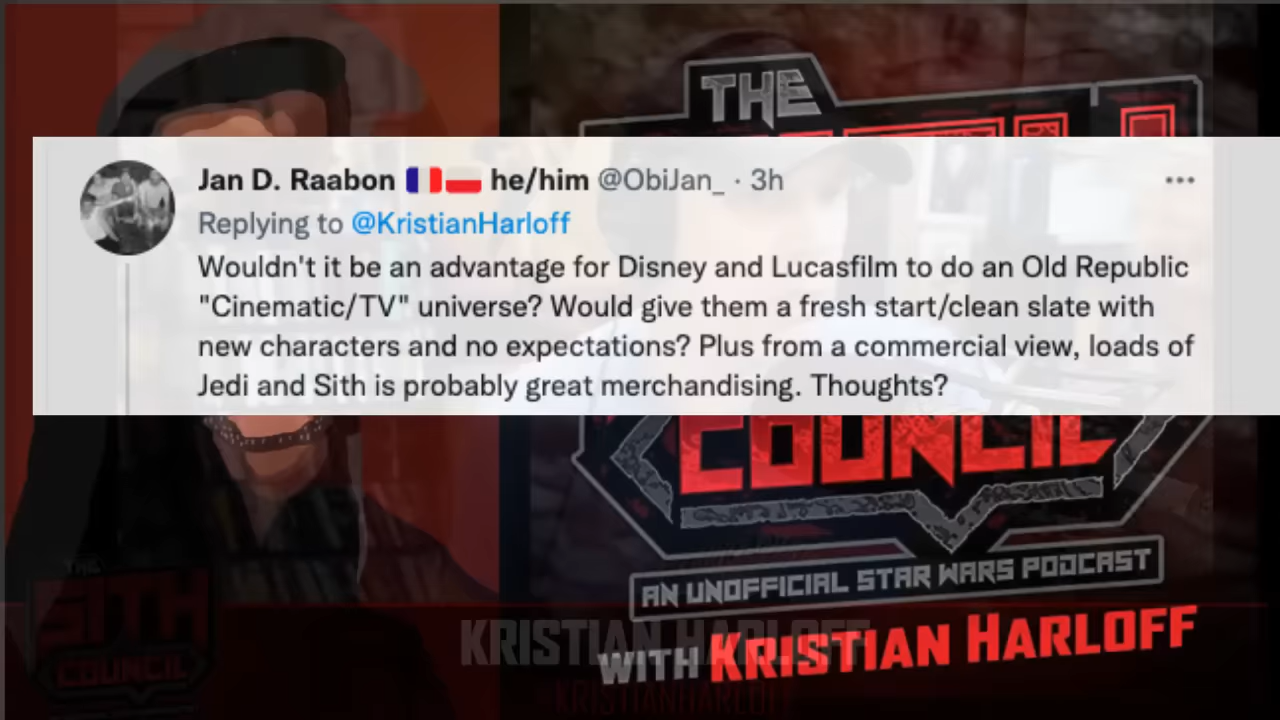 THE
Jan D. Raabon 🇫🇷🇵🇱 he/him @ObiJan_ · 3h
Replying to @KristianHarloff
Wouldn't it be an advantage for Disney and Lucasfilm to do an Old Republic
"Cinematic/TV" universe? Would give them a fresh start/clean slate with
new characters and no expectations? Plus from a commercial view, loads of
Jedi and Sith is probably great merchandising. Thoughts?
COUNCIL
AN UNOFFICIAL STAR WARS PODCAST
WITH KRISTIAN HARLOFF
KRISTIAN HARLOFF
@KRISTIANHARLOFF
THE
SITH
COUNCIL